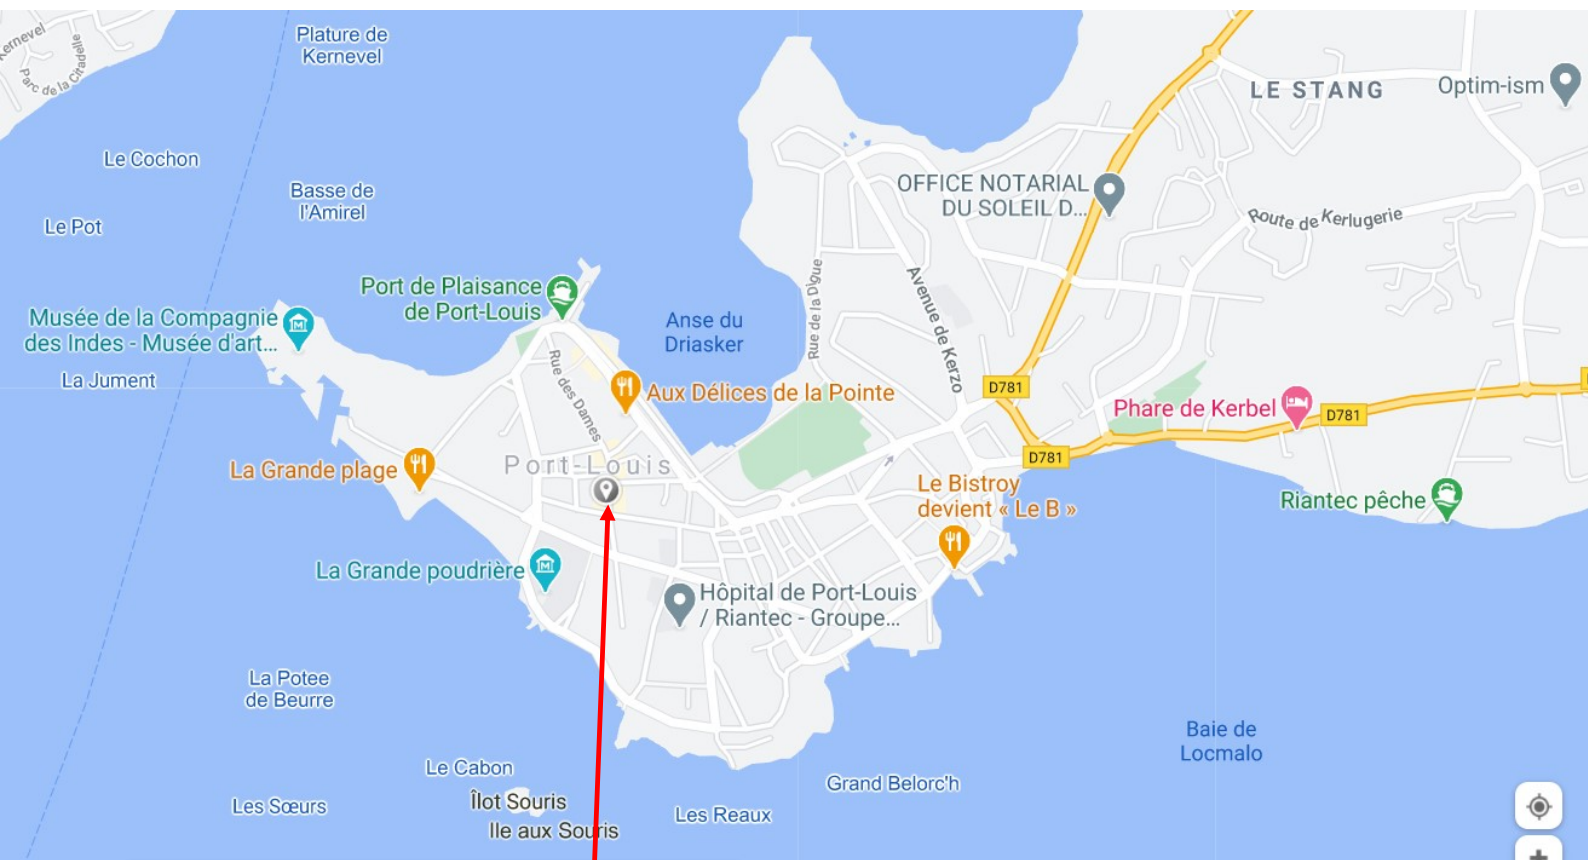 Plature de
Kernevel
Kernevel
Parc de la Citadelle
LE STANG
Optim-ism
Le Cochon
Basse de
l'Amirel
OFFICE NOTARIAL
DU SOLEIL D...
Le Pot
Route de Kerlugerie
Port de Plaisance
de Port-Louis
Rue de la Digue
Avenue de Kerzo
Musée de la Compagnie
des Indes - Musée d'art...
Anse du
Driasker
La Jument
Rue des Dames
Aux Délices de la Pointe
D781
Phare de Kerbel
D781
D781
La Grande plage
Port-Louis
Le Bistroy
devient « Le B »
Riantec pêche
La Grande poudrière
Hôpital de Port-Louis
/ Riantec - Groupe...
La Potee
de Beurre
Baie de
Locmalo
Le Cabon
Grand Belorc'h
Îlot Souris
Les Sœurs
Les Reaux
Ile aux Souris